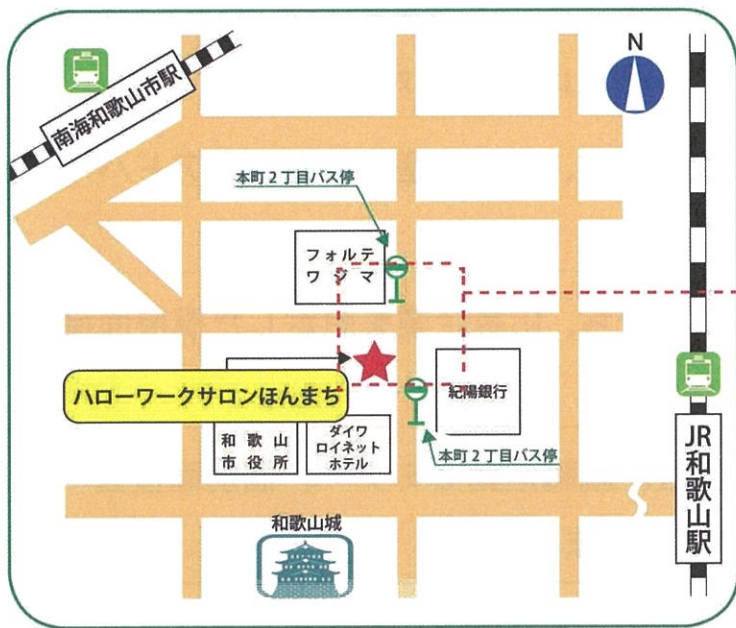 N
南海和歌山市駅
本町2丁目バス停
フォルテ
ワジマ
ハローワークサロンほんまち
紀陽銀行
和歌山
市役所
ダイワ
ロイネット
ホテル
本町2丁目バス停
JR和歌山駅
和歌山城